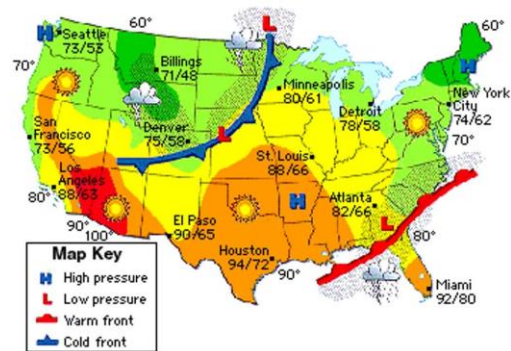 L
60°
60°
H
Seattle
73/53
Billings
71/48
70°
H
Minneapolis
80/61
New York
City
74/62
Detroit
78/58
San
Francisco
73/56
Denver
75/58
L
70°
St. Louis
88/66
Los
Angeles
88/63
80°
Atlanta
82/66
H
El Paso
90/65
L
80°
90°
100°
Houston
94/72
90°
Miami
92/80
Map Key
H High pressure
L Low pressure
Warm front
Cold front